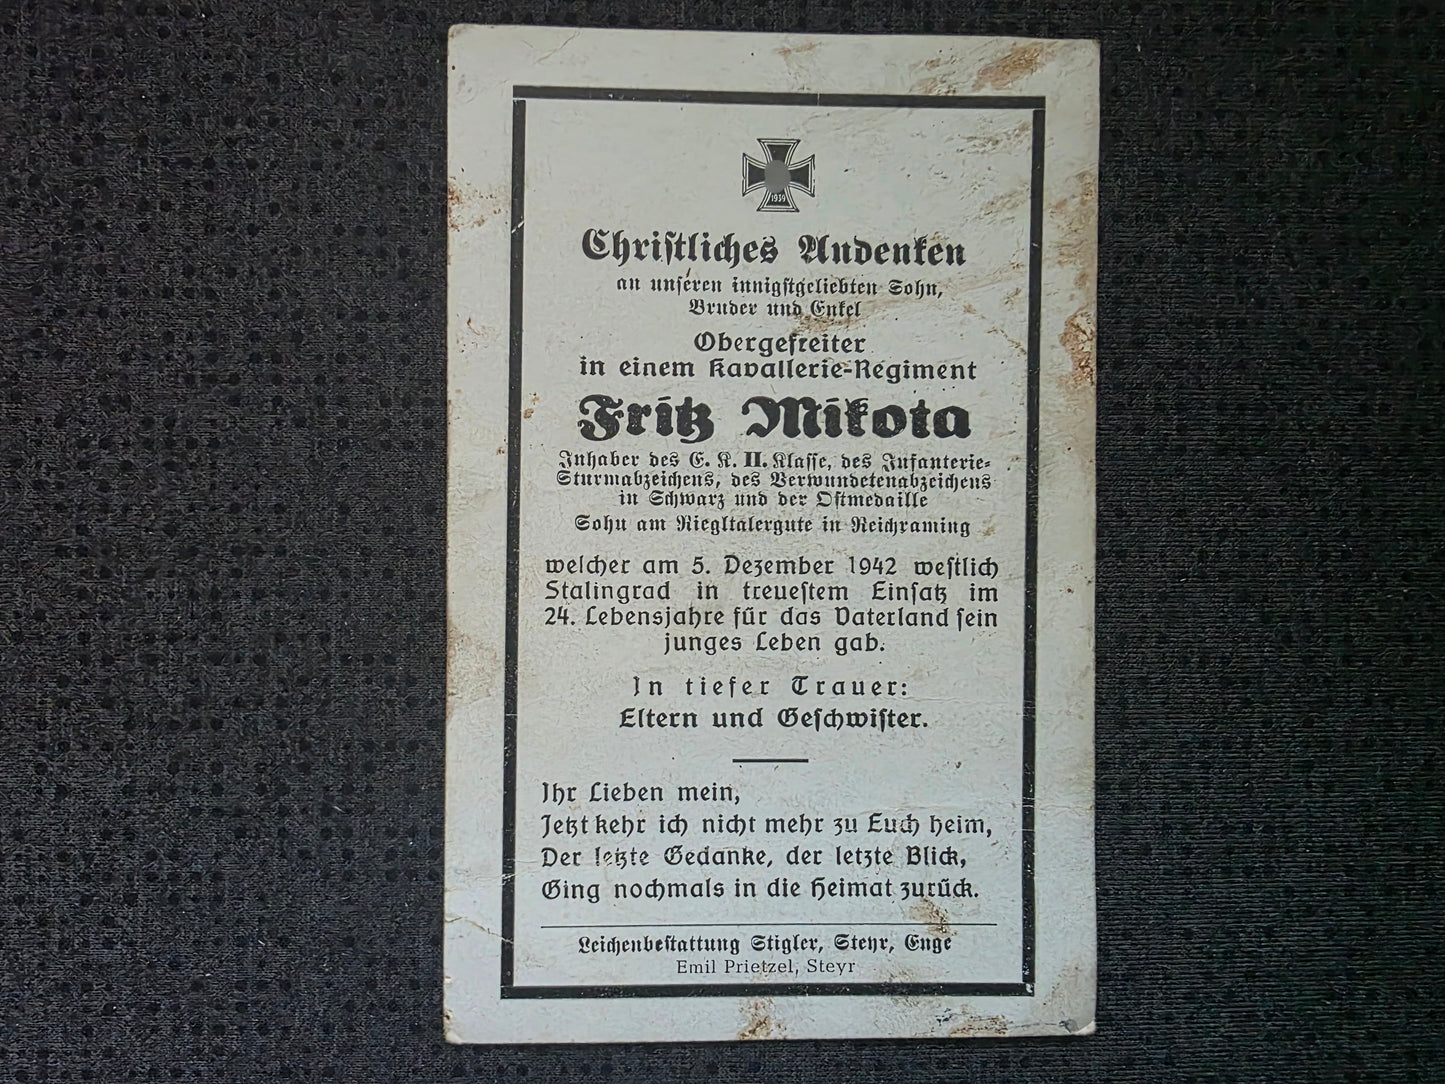 1939
Christliches Andenken
an unseren innigstgeliebten Sohn,
Bruder und Enkel
Obergefreiter
in einem Kavallerie-Regiment
Fritz Mikota
Inhaber des E. K. II. Klasse, des Infanterie-
Sturmabzeichens, des Verwundetenabzeichens
in Schwarz und der Ostmedaille
Sohn am Riegltalergute in Reichraming
welcher am 5. Dezember 1942 westlich
Stalingrad in treuestem Einsatz im
24. Lebensjahre für das Vaterland sein
junges Leben gab.
In tiefer Trauer:
Eltern und Geschwister.
Ihr Lieben mein,
Jetzt kehr ich nicht mehr zu Euch heim,
Der letzte Gedanke, der letzte Blick,
Ging nochmals in die Heimat zurück.
Leichenbestattung Stigler, Steyr, Enge
Emil Prietzel, Steyr